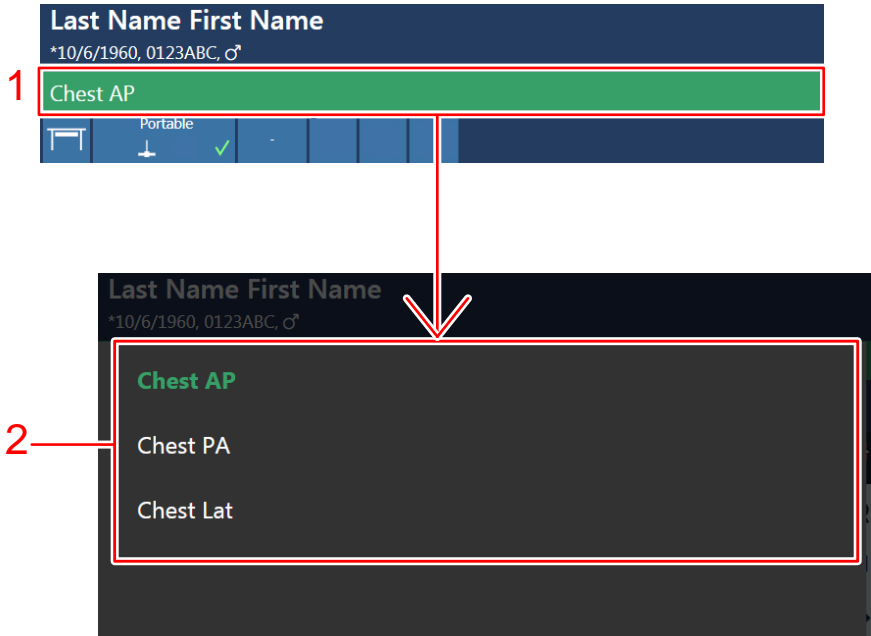 Last Name First Name
*10/6/1960, 0123ABC, ♂
1
Chest AP
Portable
-
Last Name First Name
*10/6/1960, 0123ABC, ♂
Chest AP
2
Chest PA
Chest Lat